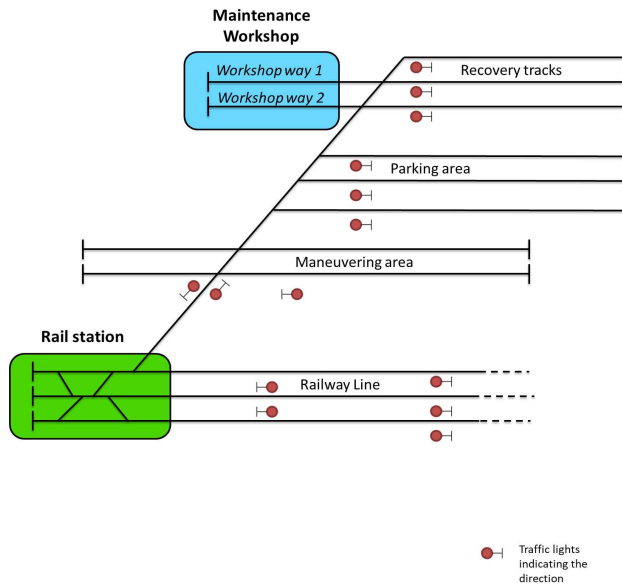 Maintenance
Workshop
Workshop way 1
Recovery tracks
Workshop way 2
Parking area
Maneuvering area
Rail station
Railway Line
Traffic lights
indicating the
direction